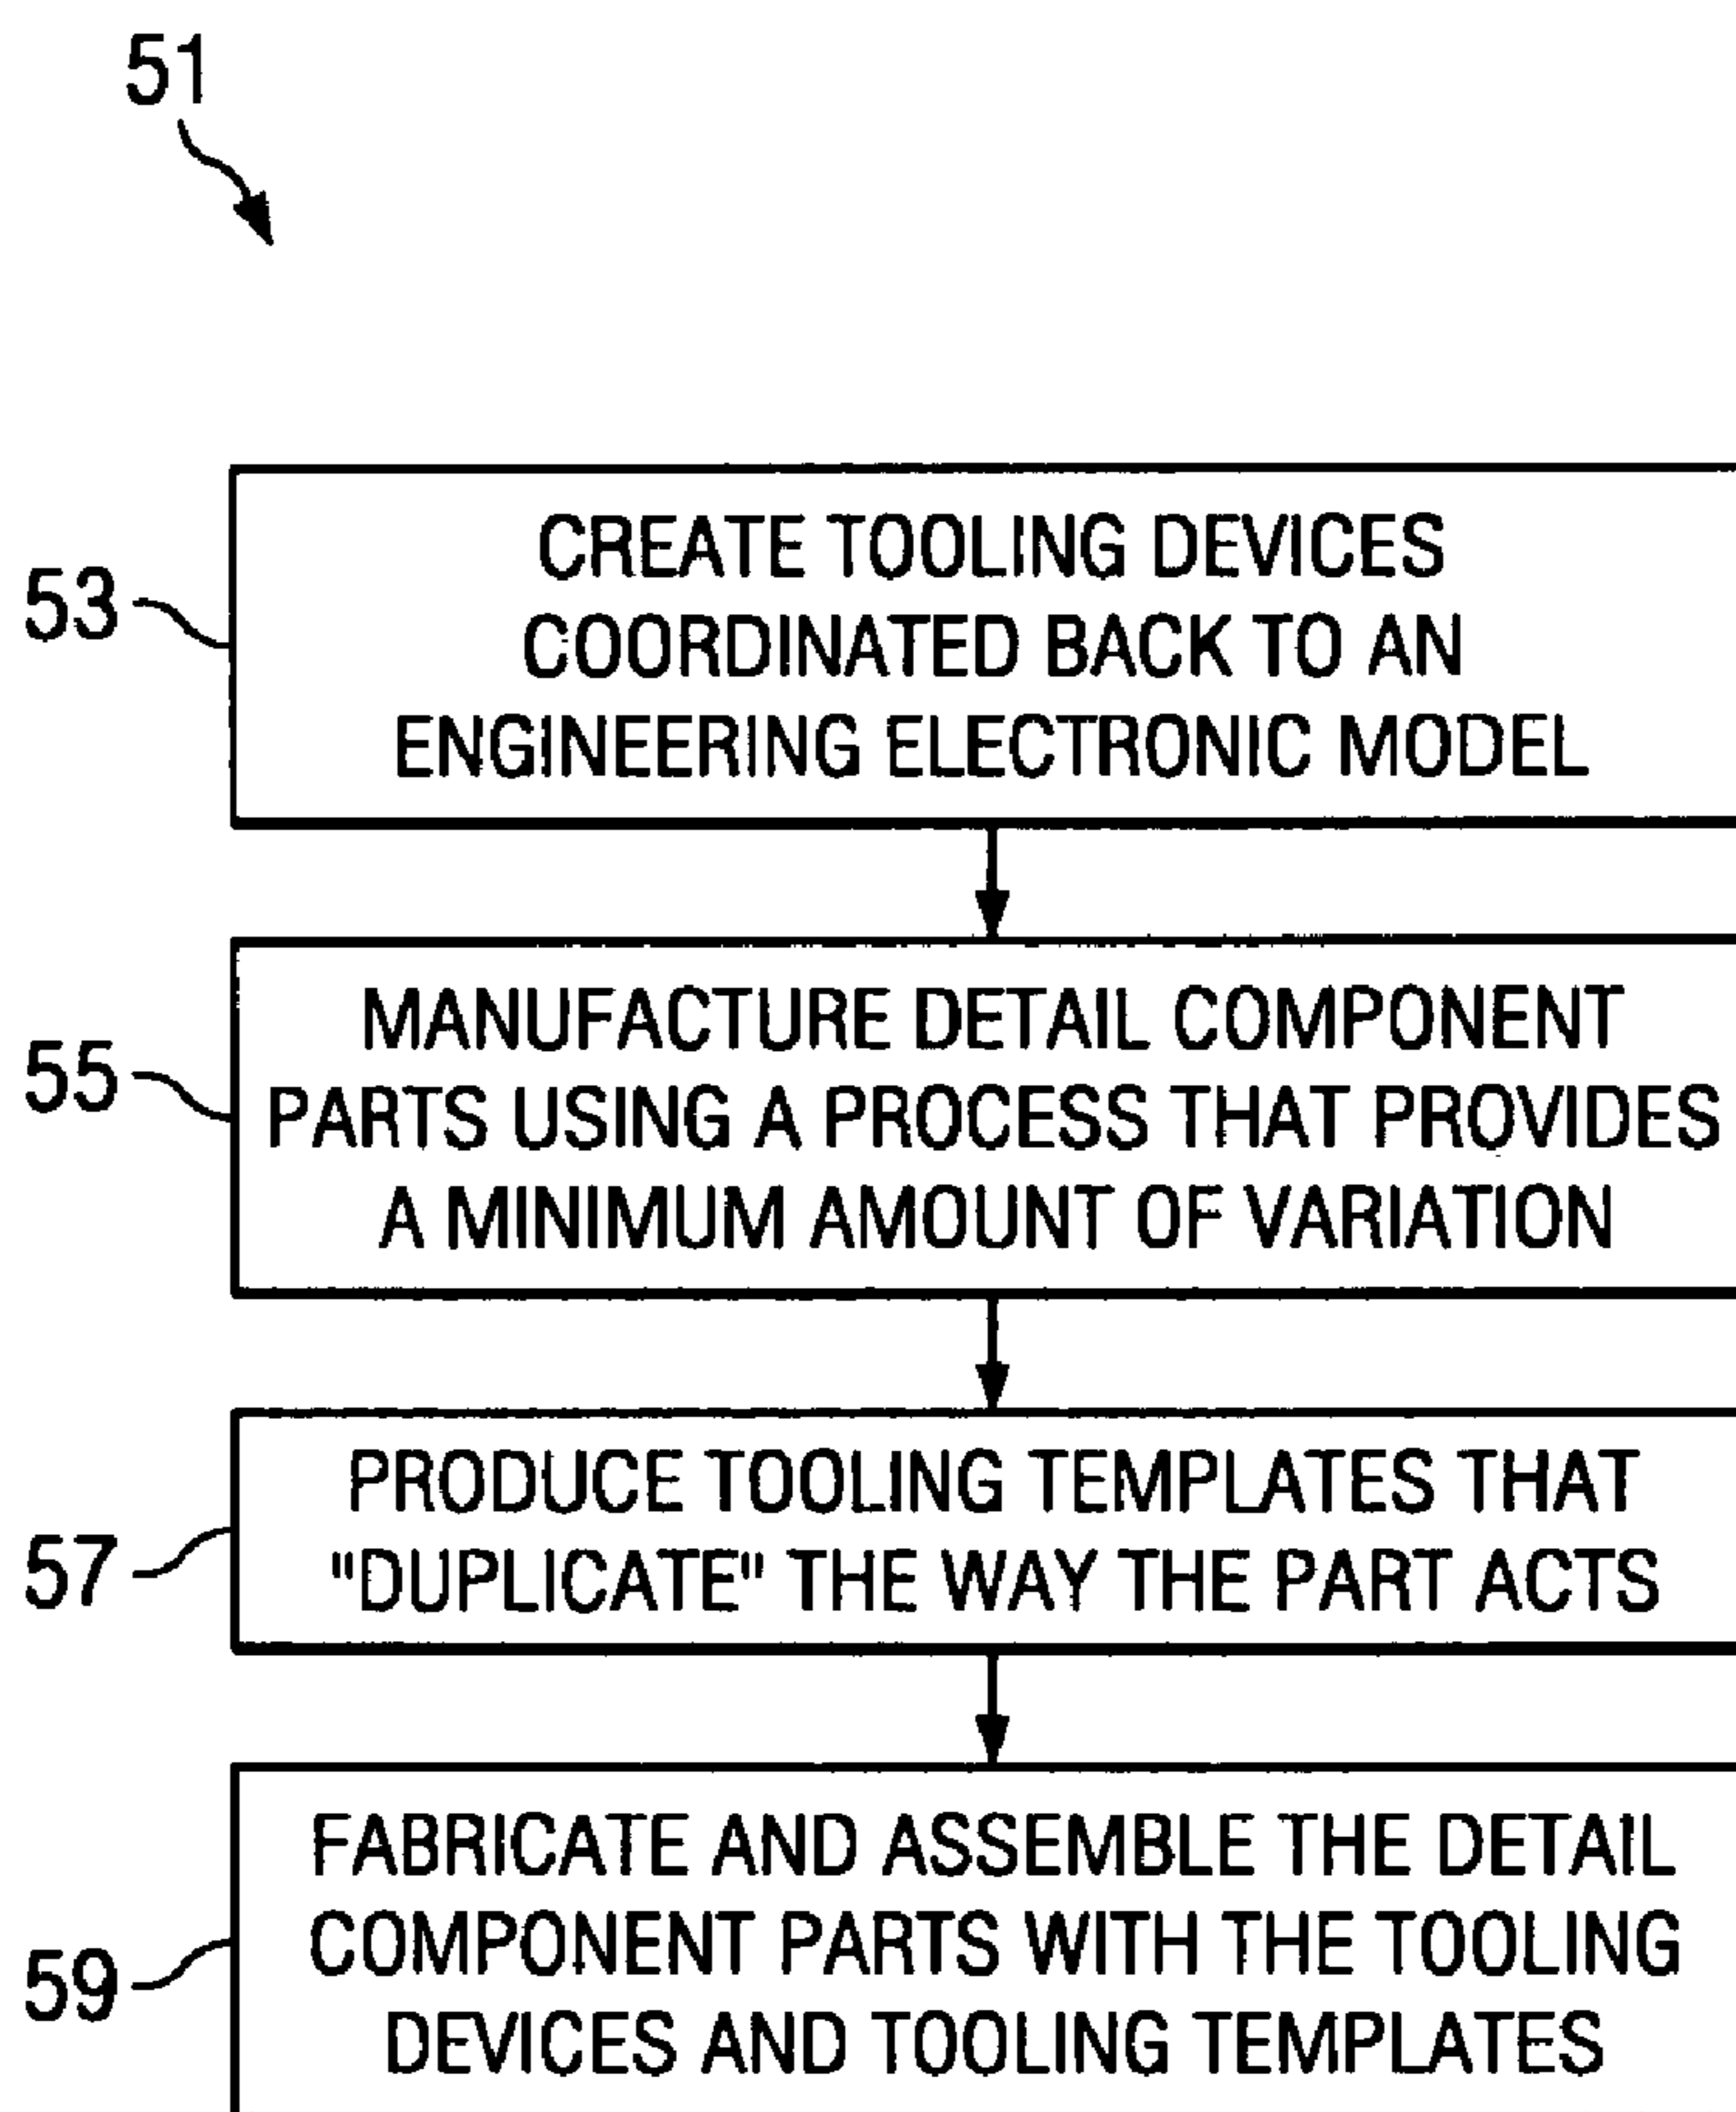 51
53
CREATE TOOLING DEVICES
COORDINATED BACK TO AN
ENGINEERING ELECTRONIC MODEL
55
MANUFACTURE DETAIL COMPONENT
PARTS USING A PROCESS THAT PROVIDES
A MINIMUM AMOUNT OF VARIATION
57
PRODUCE TOOLING TEMPLATES THAT
"DUPLICATE" THE WAY THE PART ACTS
59
FABRICATE AND ASSEMBLE THE DETAIL
COMPONENT PARTS WITH THE TOOLING
DEVICES AND TOOLING TEMPLATES